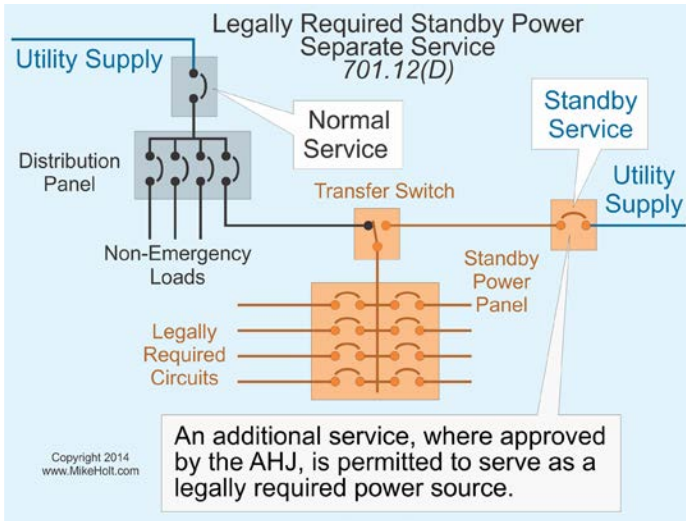 Legally Required Standby Power
Separate Service
701.12(D)
Utility Supply
Normal
Service
Standby
Service
Distribution
Panel
Transfer Switch
Utility
Supply
Non-Emergency
Loads
Standby
Power
Panel
Legally
Required
Circuits
An additional service, where approved
by the AHJ, is permitted to serve as a
legally required power source.
Copyright 2014
www.MikeHolt.com